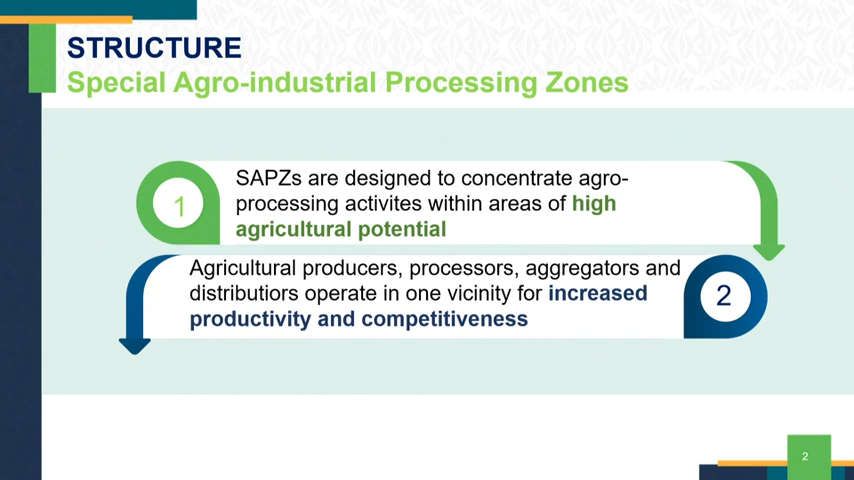 STRUCTURE
Special Agro-industrial Processing Zones
1
SAPZs are designed to concentrate agro-
processing activites within areas of high
agricultural potential
Agricultural producers, processors, aggregators and
distributiors operate in one vicinity for increased
productivity and competitiveness
2
2